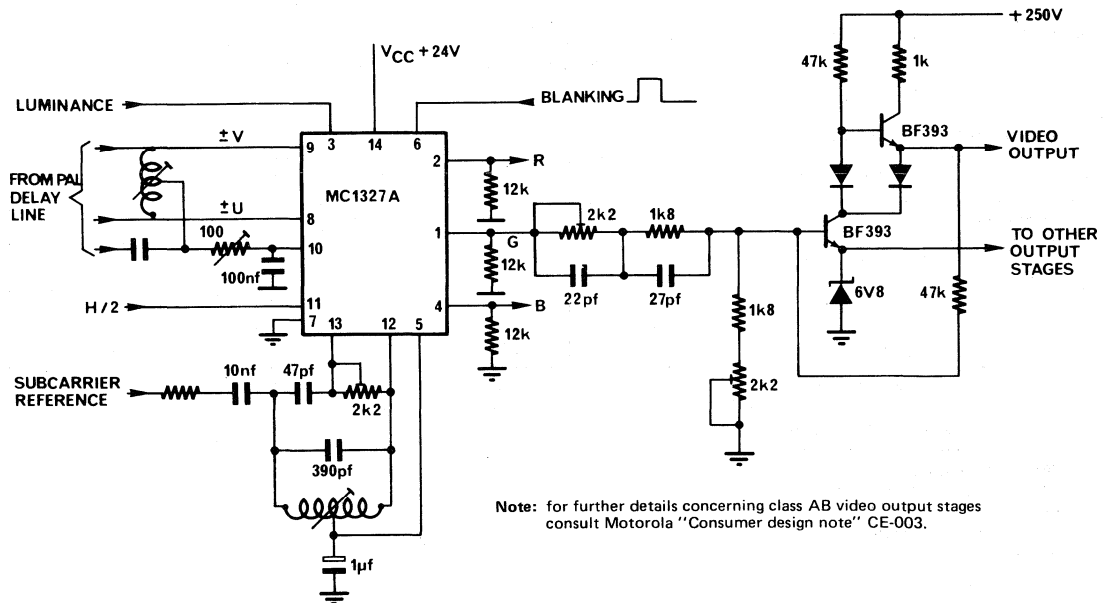 + 250V
47k
1k
V_CC + 24V
LUMINANCE
BLANKING
BF393
VIDEO
OUTPUT
3
14
6
± V
9
2
R
FROM PAL
DELAY
LINE
MC1327A
12k
± U
8
2k2
1k8
BF393
1
G
100
10
TO OTHER
OUTPUT
STAGES
100nf
12k
22pf
27pf
6V8
47k
H/2
11
4
B
7
13
12
5
1k8
12k
10nf
47pf
SUBCARRIER
REFERENCE
2k2
2k2
390pf
Note: for further details concerning class AB video output stages
consult Motorola "Consumer design note" CE-003.
1µf